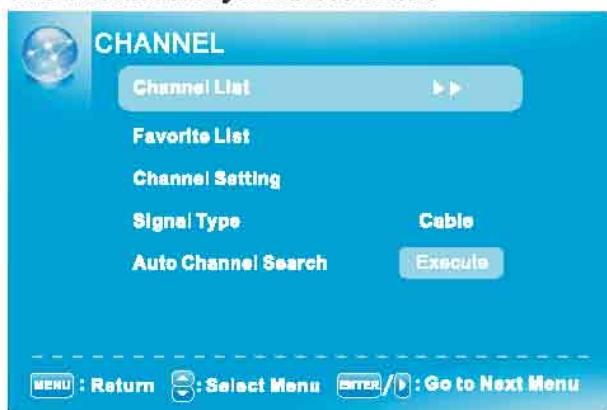 CHANNEL
Channel List
Favorite List
Channel Setting
Signal Type Cable
Auto Channel Search Execute
MENU : Return : Select Menu ENTER / : Go to Next Menu